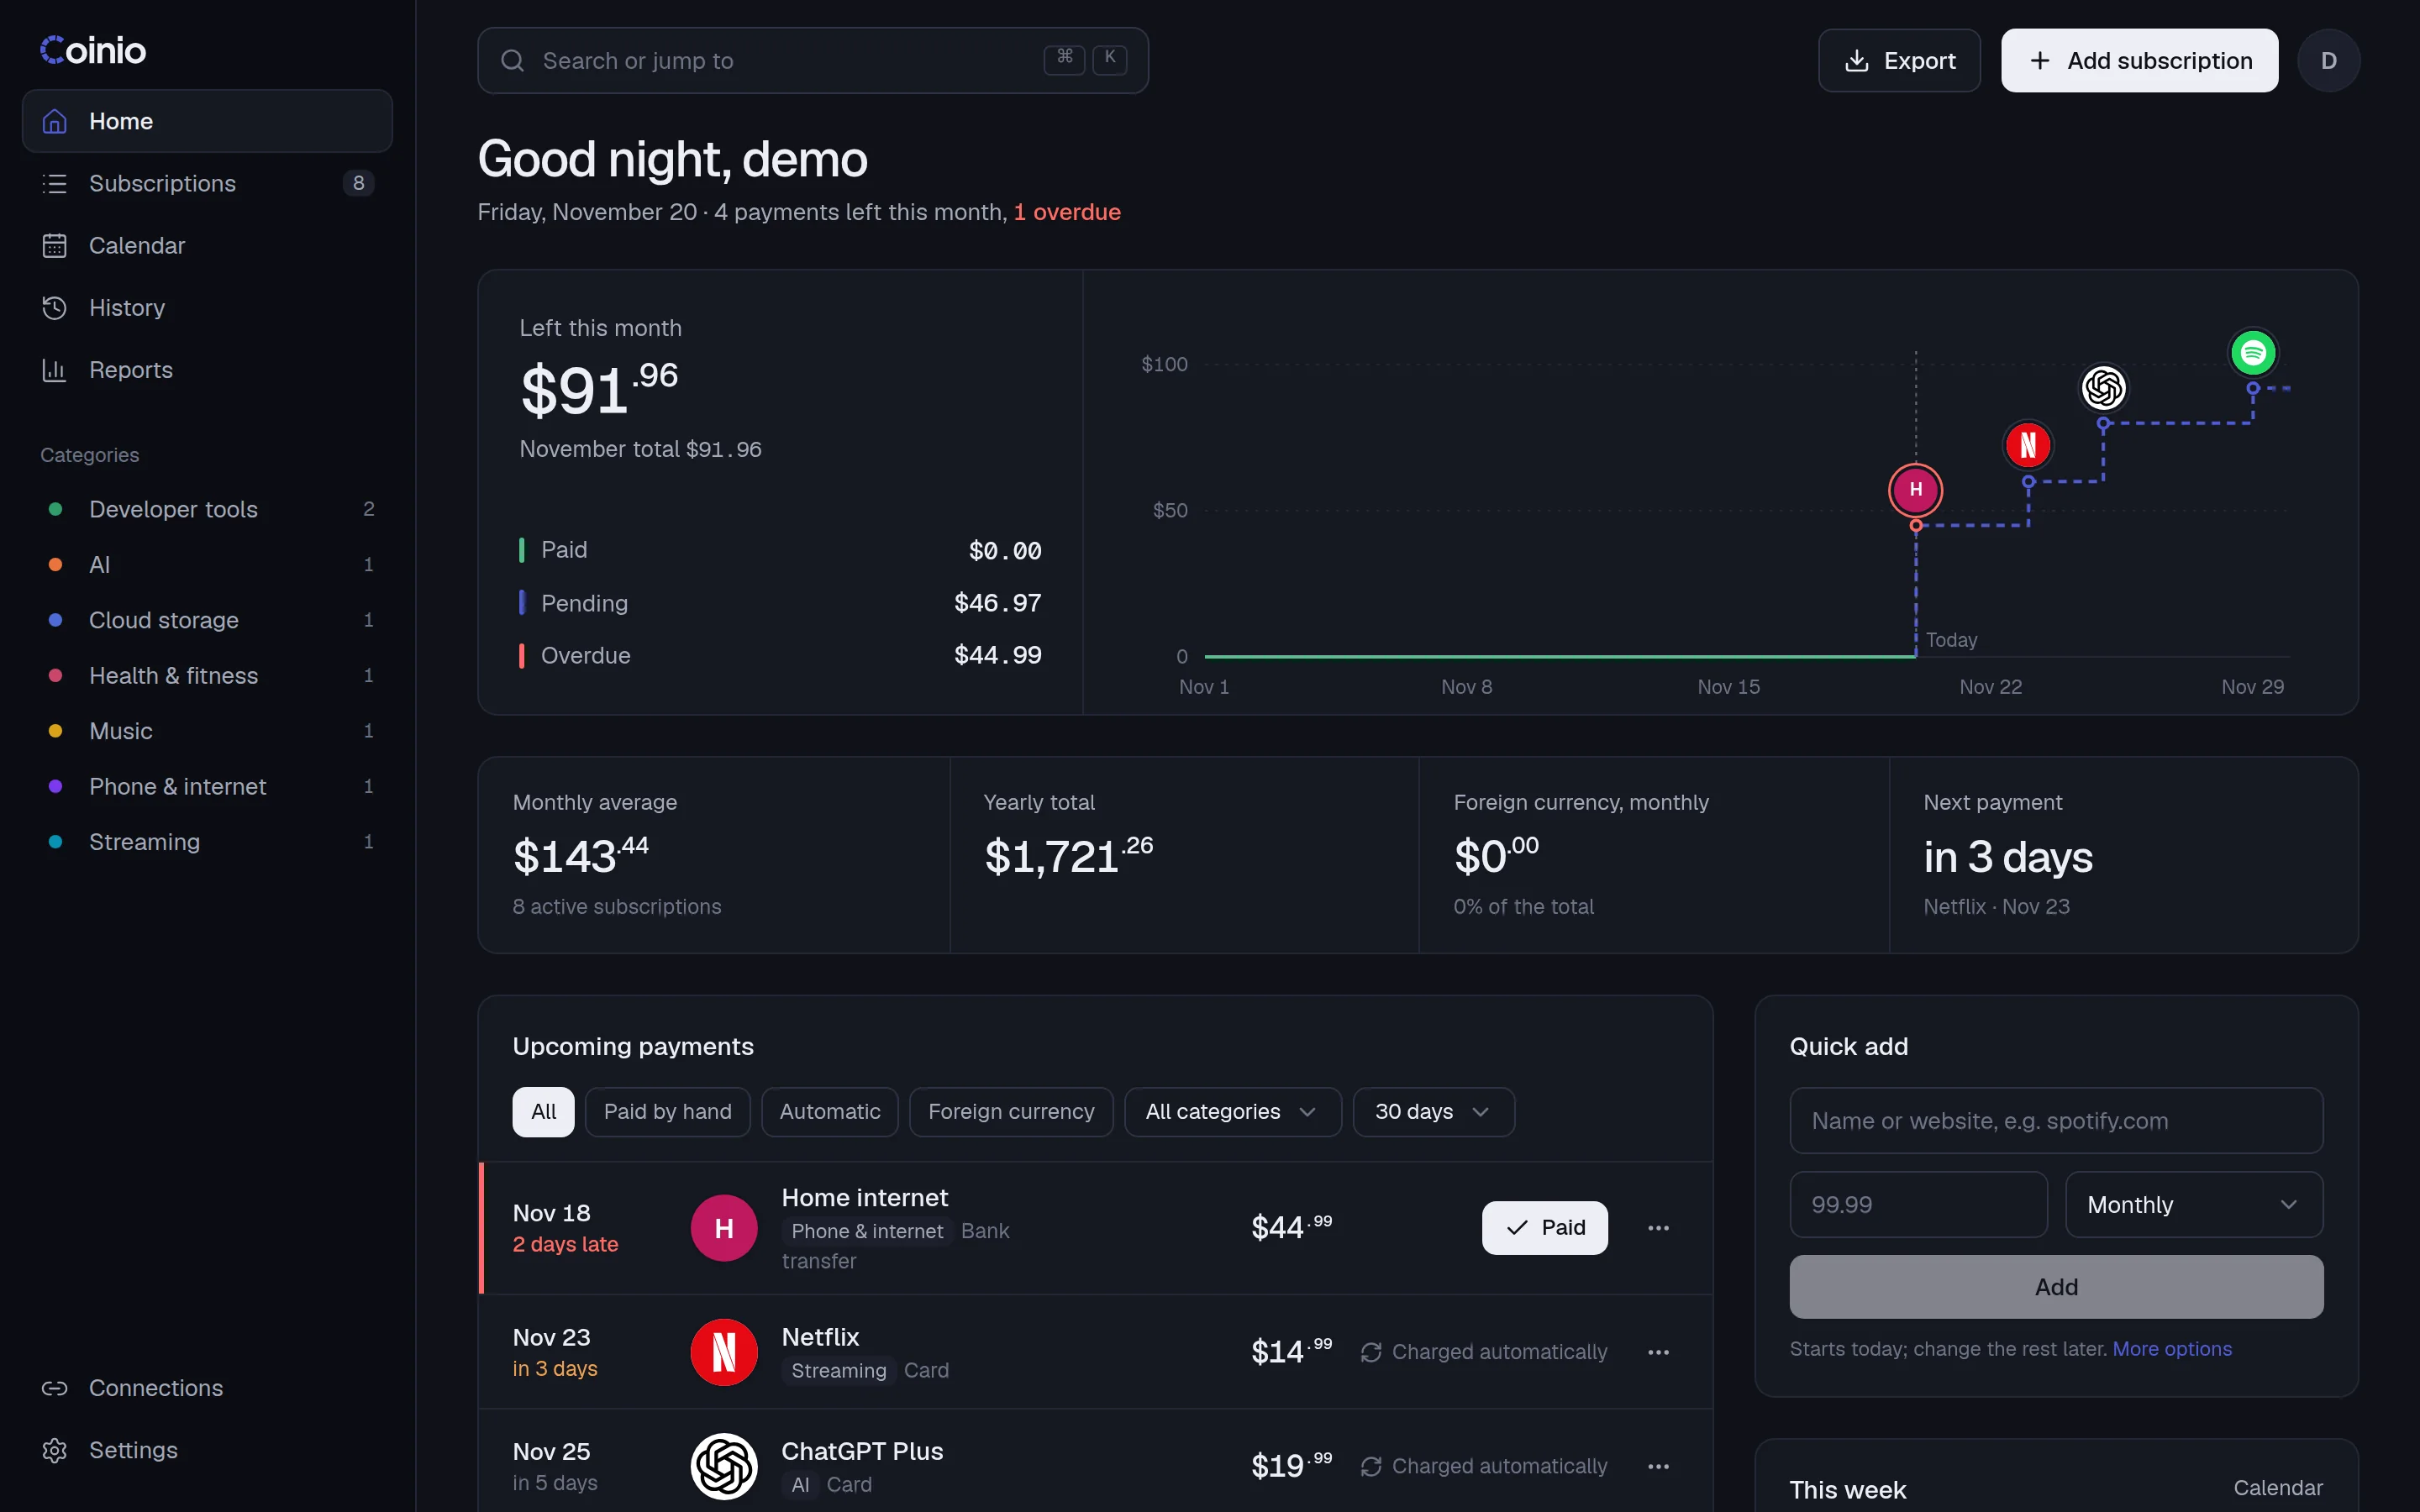 Coinio
Search or jump to ⌘ K
Export
Add subscription
D
Home
Subscriptions 8
Calendar
History
Reports
Categories
Developer tools 2
AI 1
Cloud storage 1
Health & fitness 1
Music 1
Phone & internet 1
Streaming 1
Connections
Settings
Good night, demo
Friday, November 20 · 4 payments left this month, 1 overdue
Left this month
$91.96
November total $91.96
Paid $0.00
Pending $46.97
Overdue $44.99
$100
$50
0
H
Today
Nov 1 Nov 8 Nov 15 Nov 22 Nov 29
Monthly average
$143.44
8 active subscriptions
Yearly total
$1,721.26
Foreign currency, monthly
$0.00
0% of the total
Next payment
in 3 days
Netflix · Nov 23
Upcoming payments
All Paid by hand Automatic Foreign currency All categories 30 days
Nov 18
2 days late
H
Home internet
Phone & internet Bank
transfer
$44.99
Paid
Nov 23
in 3 days
Netflix
Streaming Card
$14.99
Charged automatically
Nov 25
in 5 days
ChatGPT Plus
AI Card
$19.99
Charged automatically
Quick add
Name or website, e.g. spotify.com
99.99
Monthly
Add
Starts today; change the rest later. More options
This week
Calendar